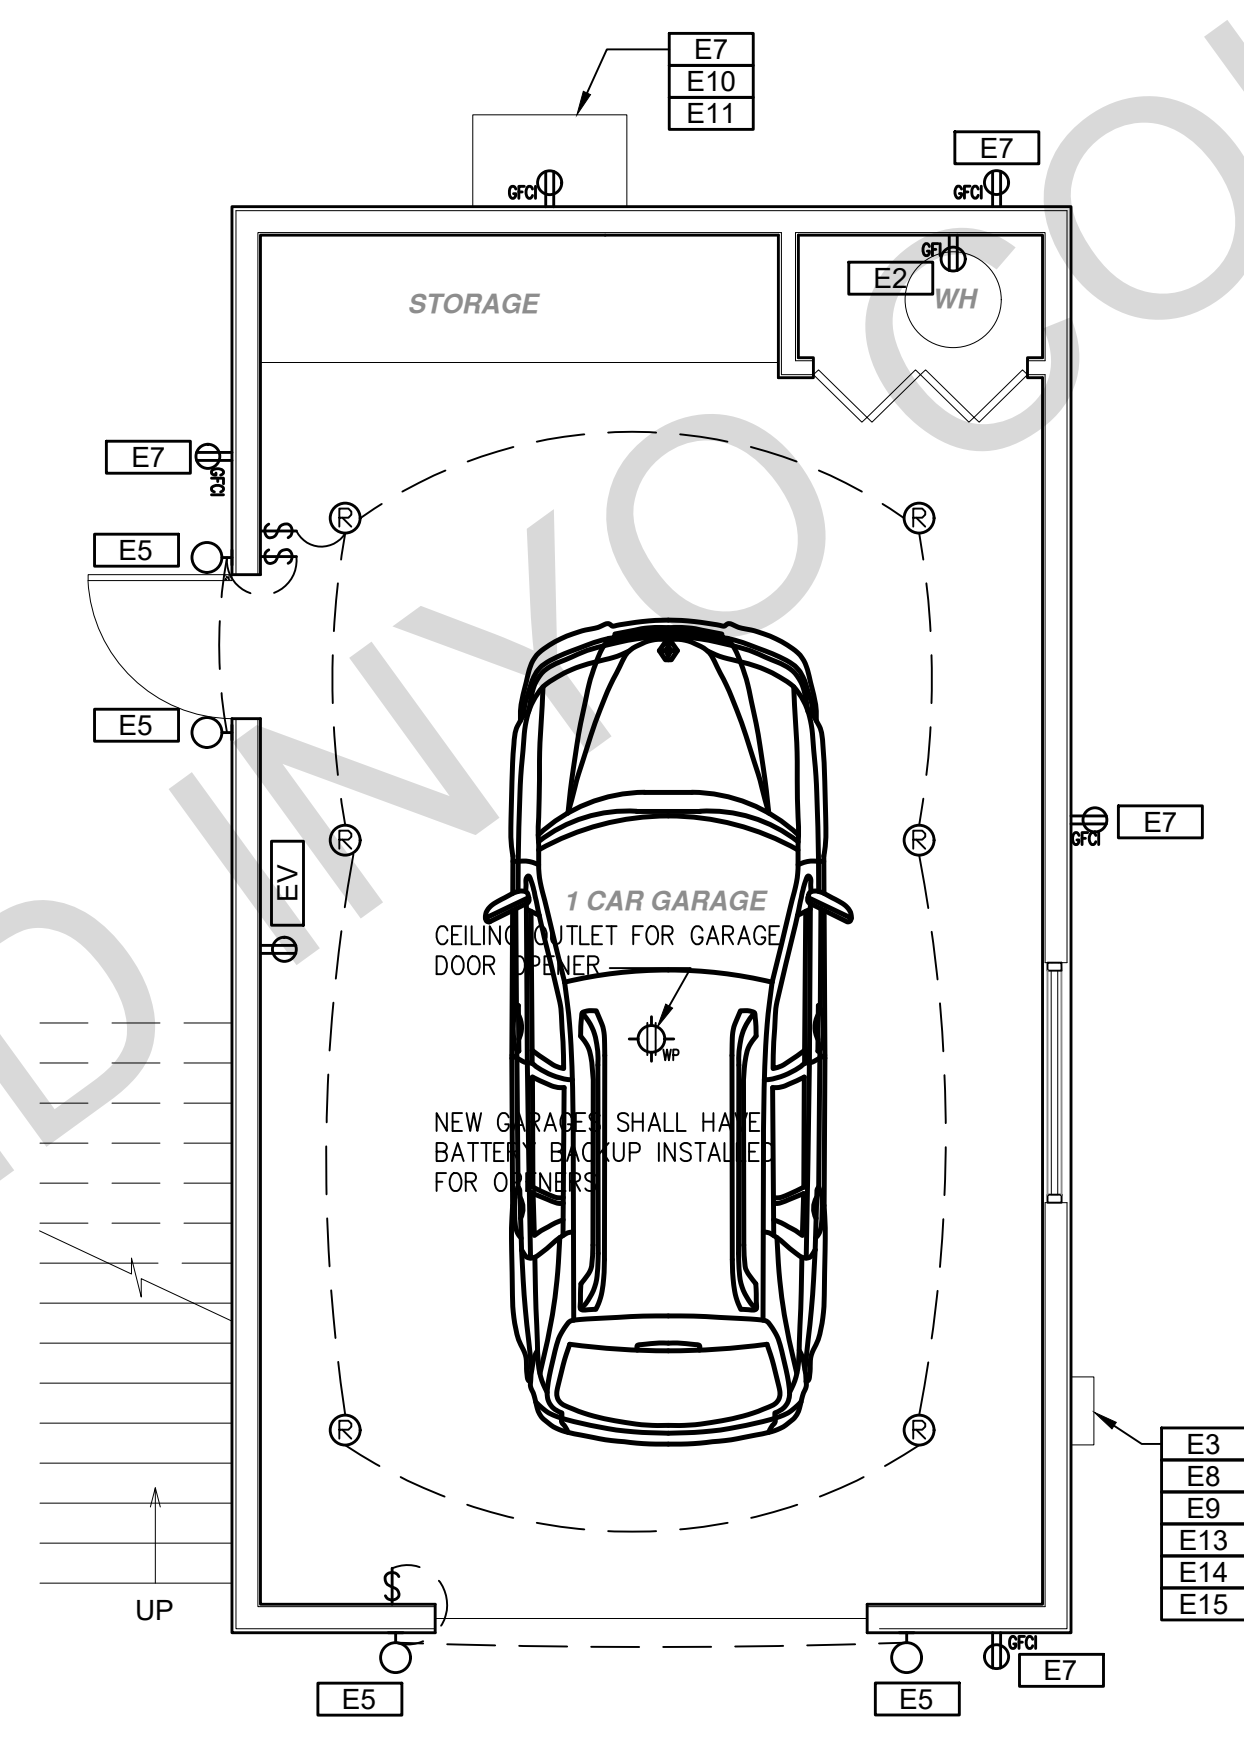 E7
E10
E11
E7
GFCI
GFCI
GFI
E2
WH
STORAGE
E7
GFCI
$
R
R
E5
$
E5
R
R
E7
GFCI
EV
1 CAR GARAGE
CEILING OUTLET FOR GARAGE
DOOR OPENER
WP
NEW GARAGES SHALL HAVE
BATTERY BACKUP INSTALLED
FOR OPENERS
R
R
E3
E8
E9
E13
E14
E15
$
UP
GFCI
E7
E5
E5
INYO